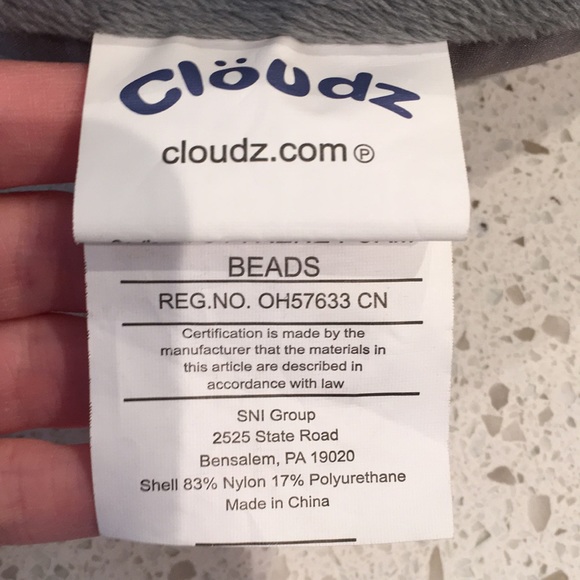 Clöudz
cloudz.com ℗
BEADS
REG.NO. OH57633 CN
Certification is made by the
manufacturer that the materials in
this article are described in
accordance with law
SNI Group
2525 State Road
Bensalem, PA 19020
Shell 83% Nylon 17% Polyurethane
Made in China